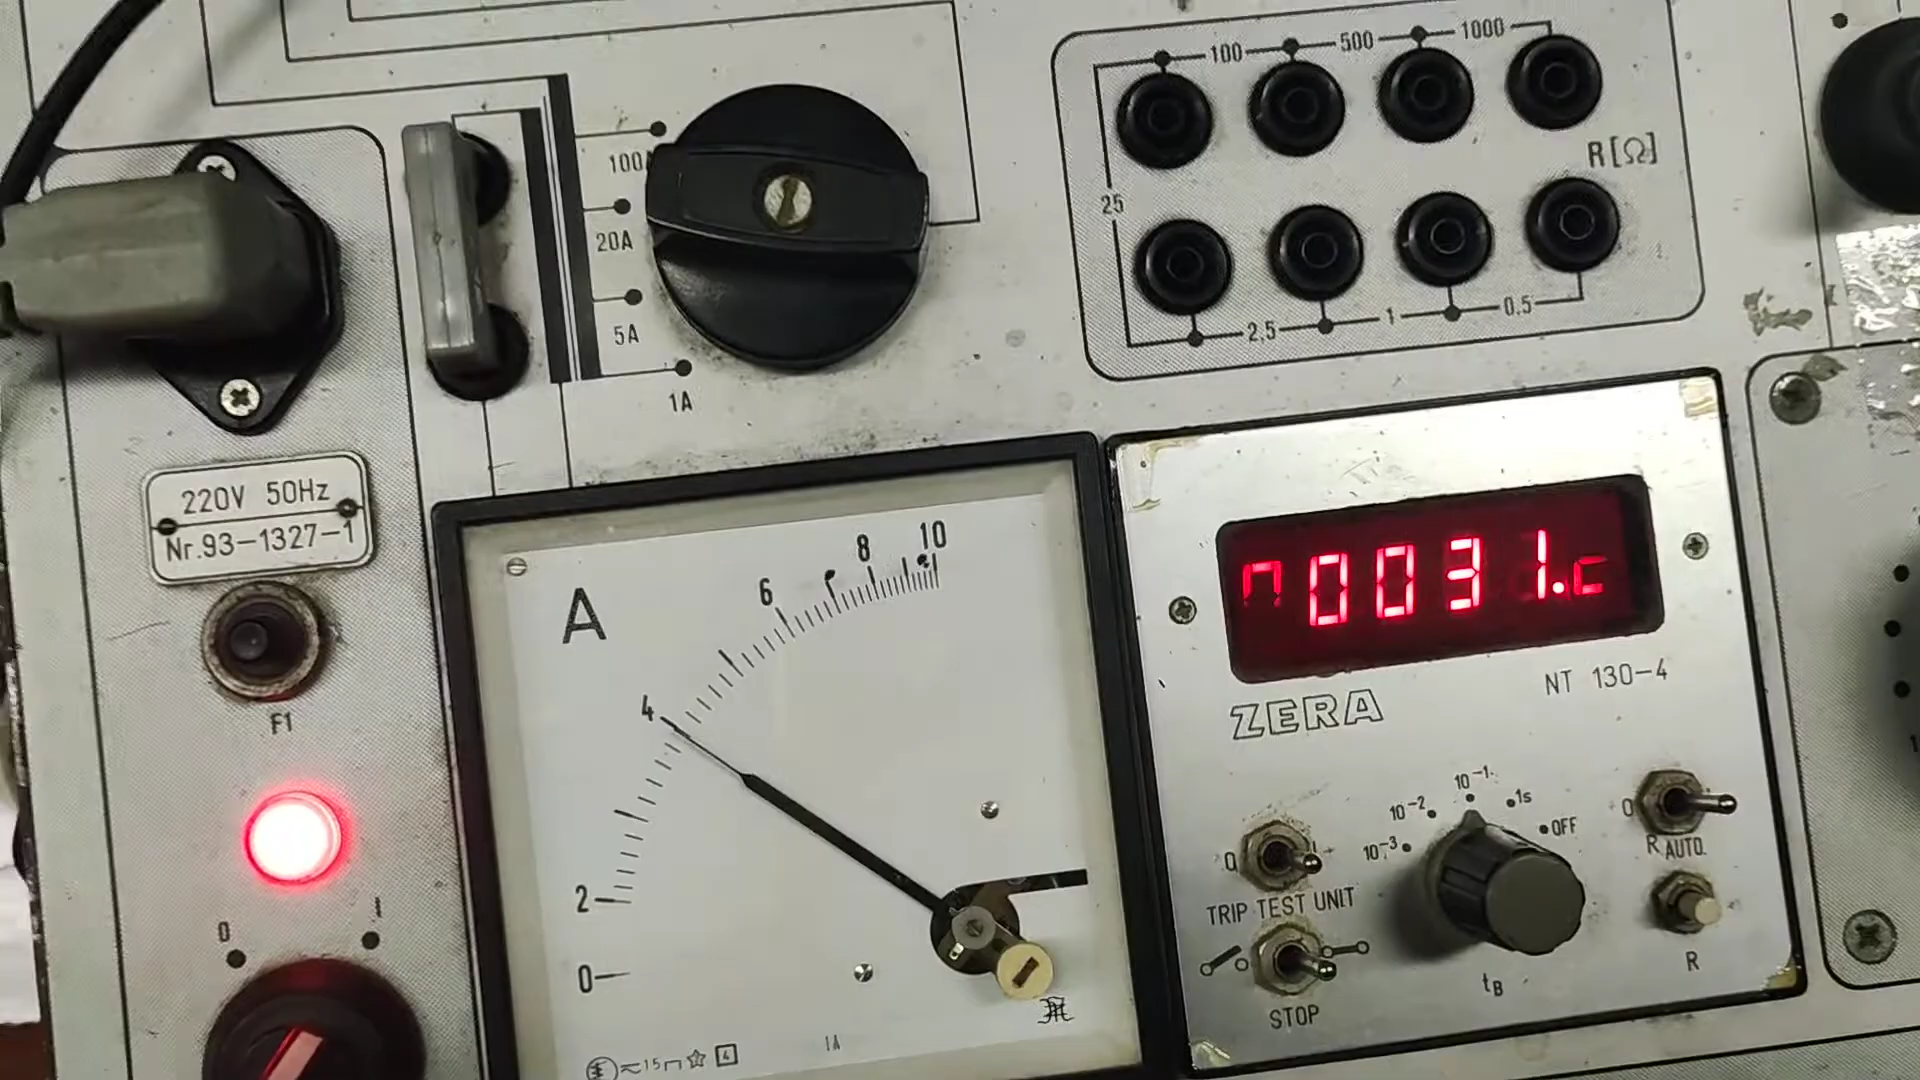 100 500 1000
R[Ω]
25
2,5 1 0.5
100A
20A
5A
1A
220V 50Hz
Nr.93-1327-1
F1
0 1
A
0 2 4 6 8 10
1A
0031.
ZERA
NT 130-4
10⁻³ 10⁻² 10⁻¹ 1s OFF
0
R AUTO.
0
TRIP TEST UNIT
STOP
tB
R